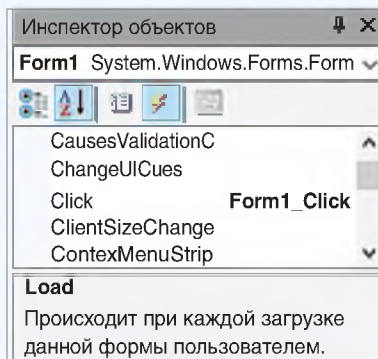 Инспектор объектов
Form1 System.Windows.Forms.Form
CausesValidationC
ChangeUICues
Click Form1_Click
ClientSizeChange
ContexMenuStrip
Load
Происходит при каждой загрузке
данной формы пользователем.